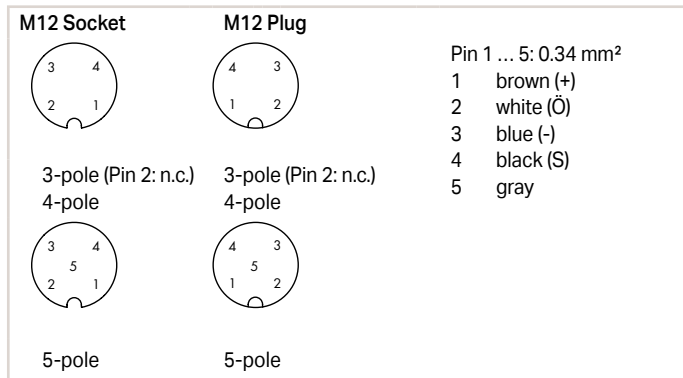 M12 Socket M12 Plug
3 4 4 3
2 1 1 2
3-pole (Pin 2: n.c.) 3-pole (Pin 2: n.c.)
4-pole 4-pole
3 4 4 3
5 5
2 1 1 2
5-pole 5-pole
Pin 1 … 5: 0.34 mm²
1 brown (+)
2 white (Ö)
3 blue (-)
4 black (S)
5 gray